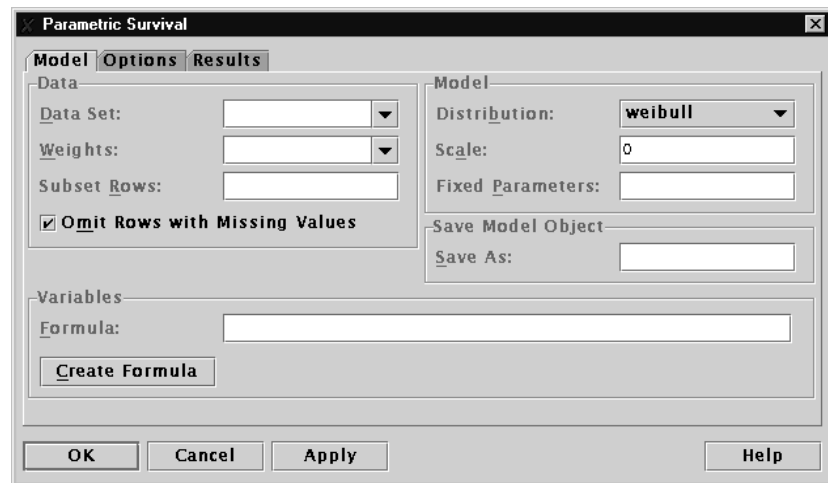 Parametric Survival
Model Options Results
Data
Data Set:
Weights:
Subset Rows:
Omit Rows with Missing Values
Model
Distribution: weibull
Scale: 0
Fixed Parameters:
Save Model Object
Save As:
Variables
Formula:
Create Formula
OK Cancel Apply Help